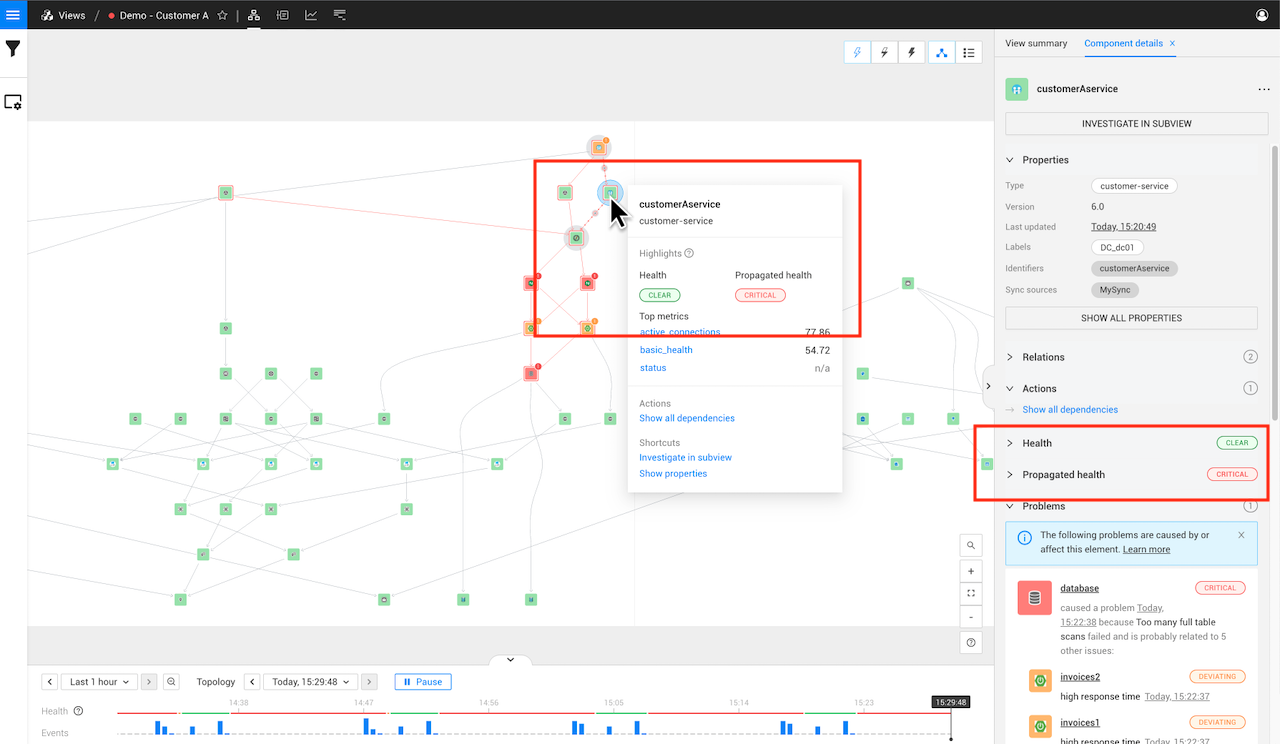 Views / Demo - Customer A
View summary
Component details ×
customerAservice
INVESTIGATE IN SUBVIEW
Properties
Type customer-service
Version 6.0
Last updated Today, 15:20:49
Labels DC_dc01
Identifiers customerAservice
Sync sources MySync
SHOW ALL PROPERTIES
Relations 2
Actions 1
Show all dependencies
Health CLEAR
Propagated health CRITICAL
Problems 1
The following problems are caused by or
affect this element. Learn more
database CRITICAL
caused a problem Today,
15:22:38 because Too many full table
scans failed and is probably related to 5
other issues:
invoices2 DEVIATING
high response time Today, 15:22:37
invoices1 DEVIATING
high response time Today, 15:22:37
customerAservice
customer-service
Highlights
Health Propagated health
CLEAR CRITICAL
Top metrics
active_connections 77.86
basic_health 54.72
status n/a
Actions
Show all dependencies
Shortcuts
Investigate in subview
Show properties
Last 1 hour
Topology
Today, 15:29:48
Pause
14:38 14:47 14:56 15:05 15:14 15:23 15:29:48
Health
Events